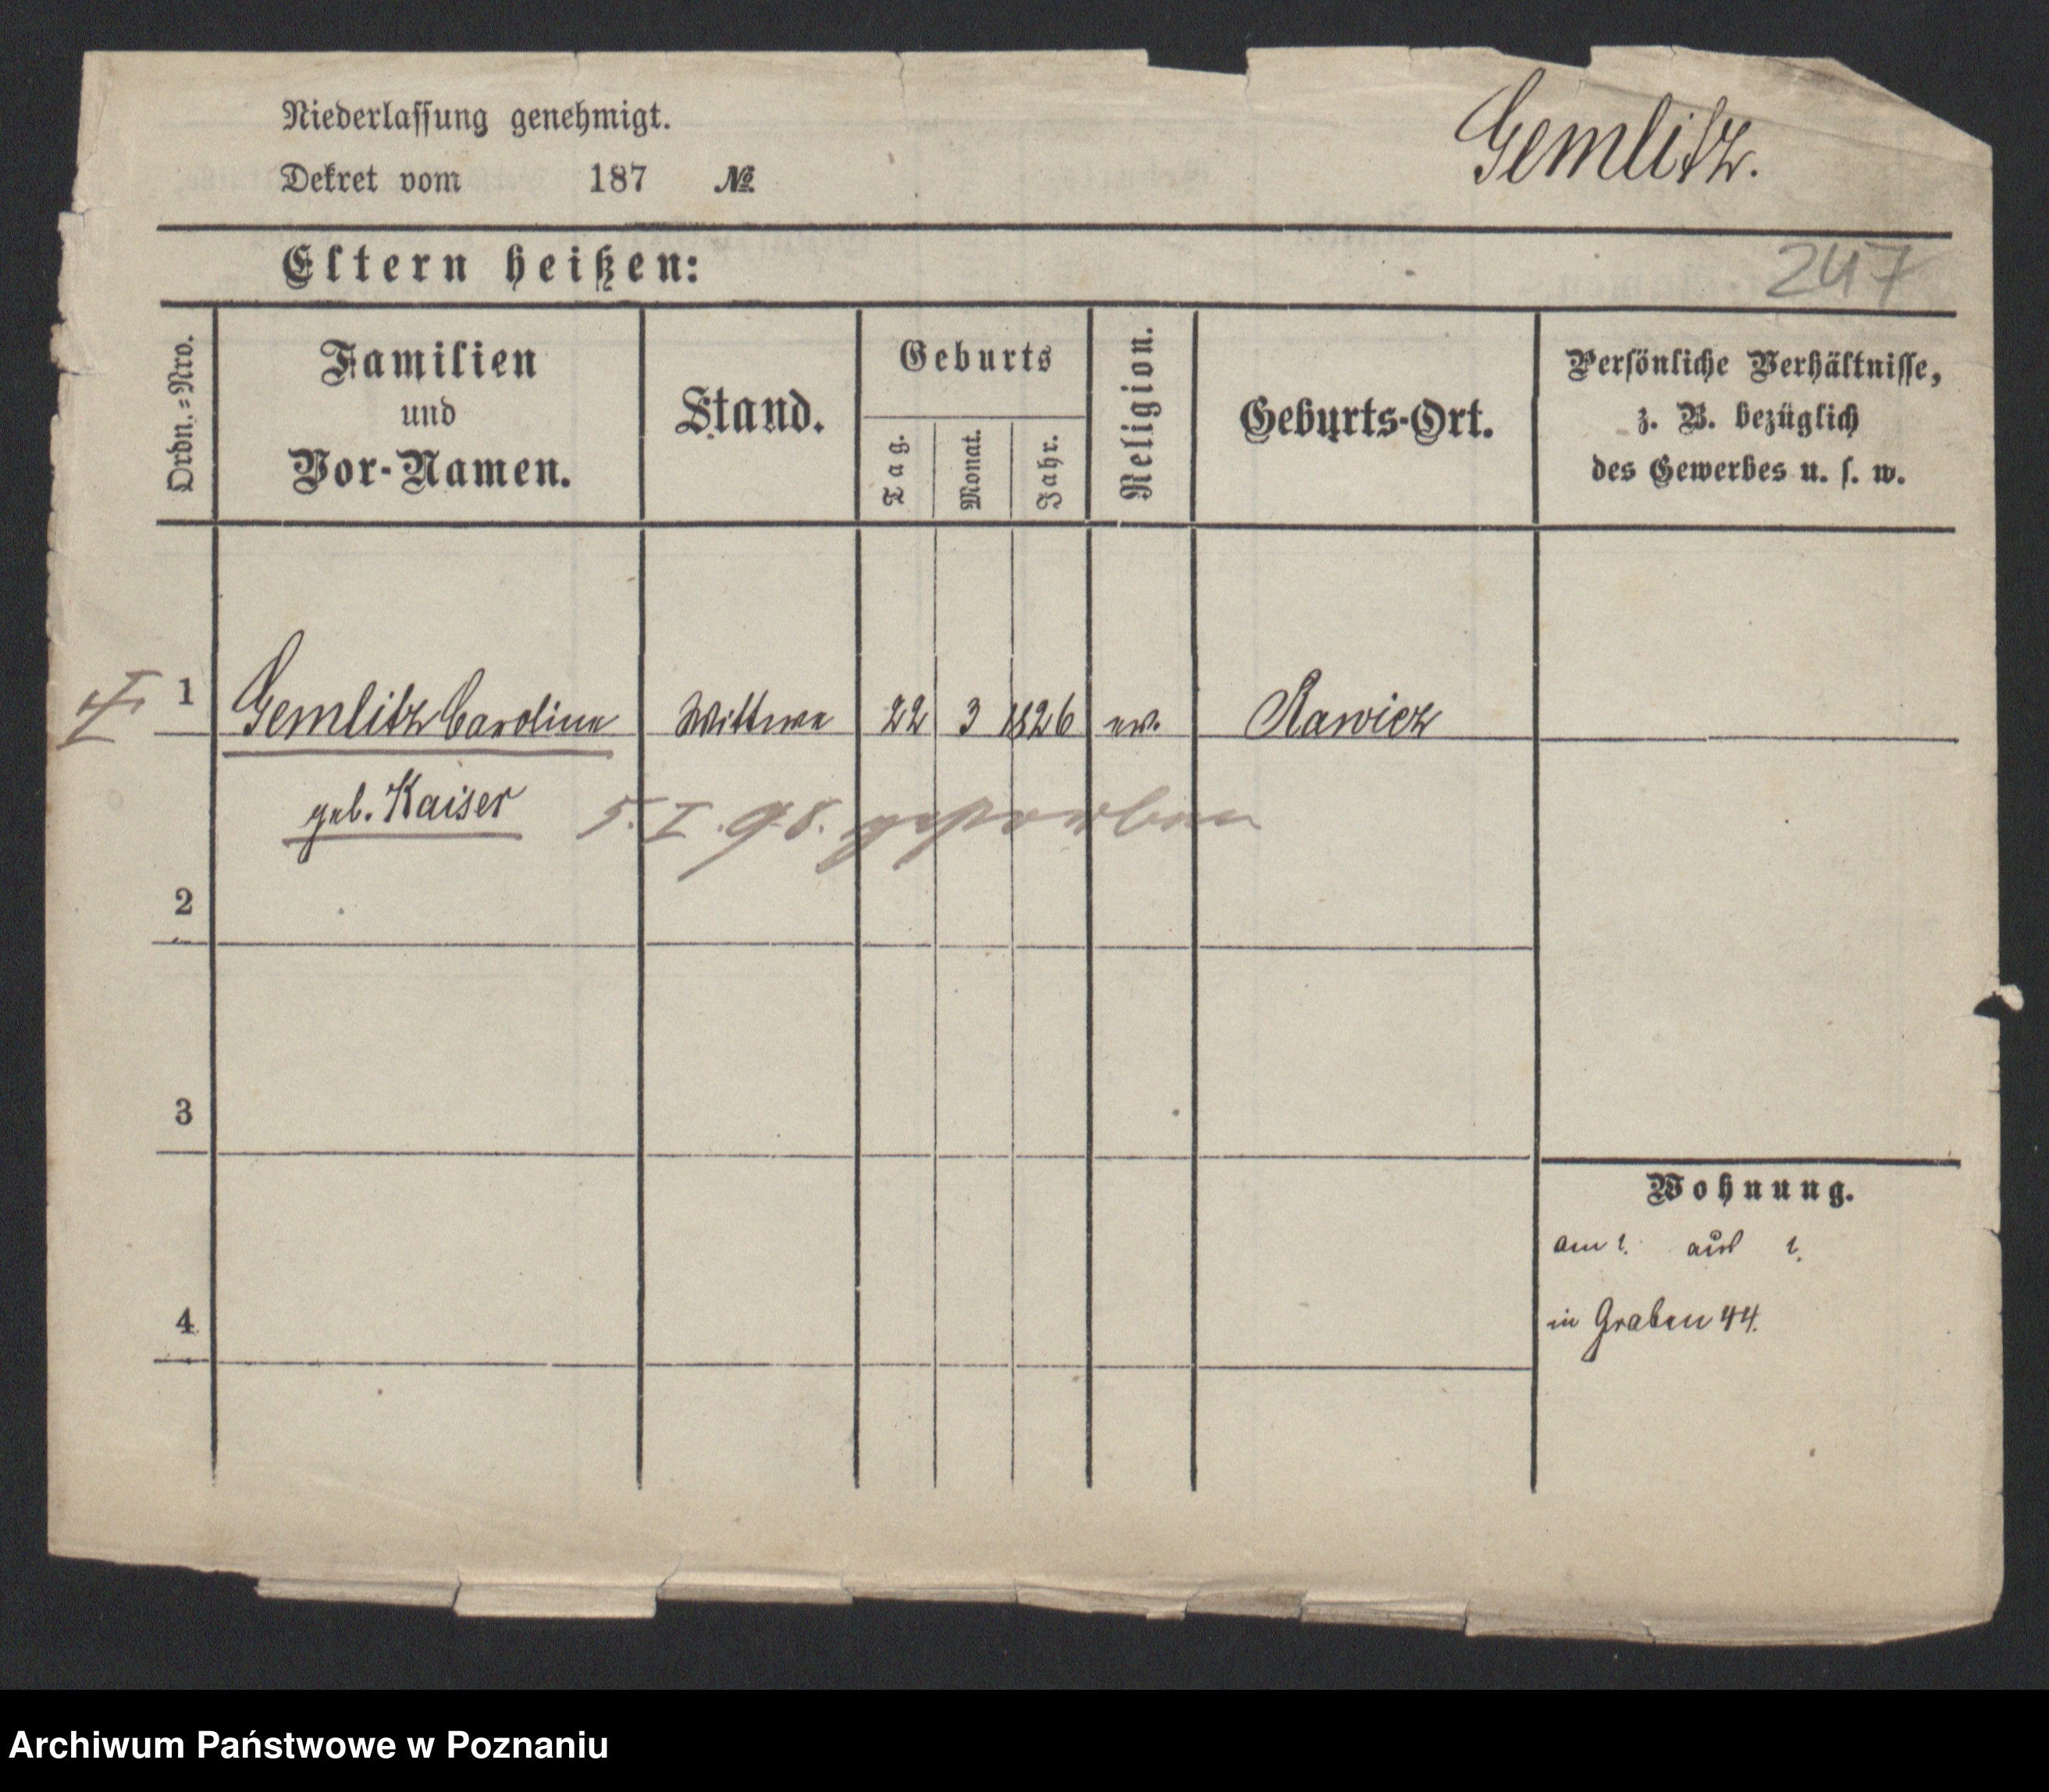 Niederlassung genehmigt.
Gemlitz.
Dekret vom 187 №
Eltern heißen:
247
Ordn.=Nro.
Familien
und
Vor-Namen.
Stand.
Geburts
Tag.
Monat.
Jahr.
Religion.
Geburts-Ort.
Persönliche Verhältnisse,
z. B. bezüglich
des Gewerbes u. s. w.
1 Gemlitz Caroline Wittwe 22 3 1826 ev. Rawicz
geb. Kaiser
5. I. 98. gestorben
2
3
Wohnung.
am ?. aus ?.
4
in Graben 44.
Archiwum Państwowe w Poznaniu